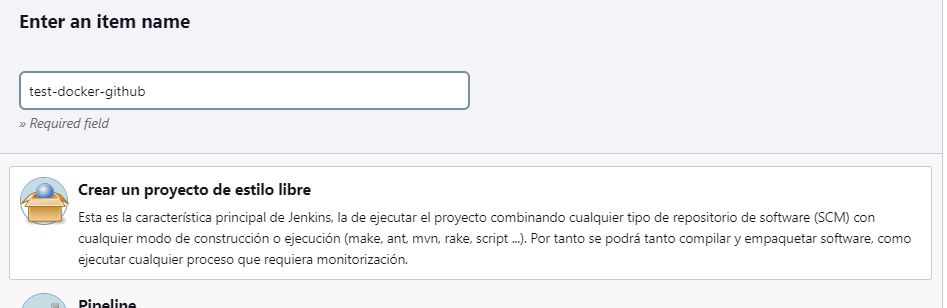 Enter an item name
test-docker-github
» Required field
Crear un proyecto de estilo libre
Esta es la característica principal de Jenkins, la de ejecutar el proyecto combinando cualquier tipo de repositorio de software (SCM) con
cualquier modo de construcción o ejecución (make, ant, mvn, rake, script ...). Por tanto se podrá tanto compilar y empaquetar software, como
ejecutar cualquier proceso que requiera monitorización.
Pipeline